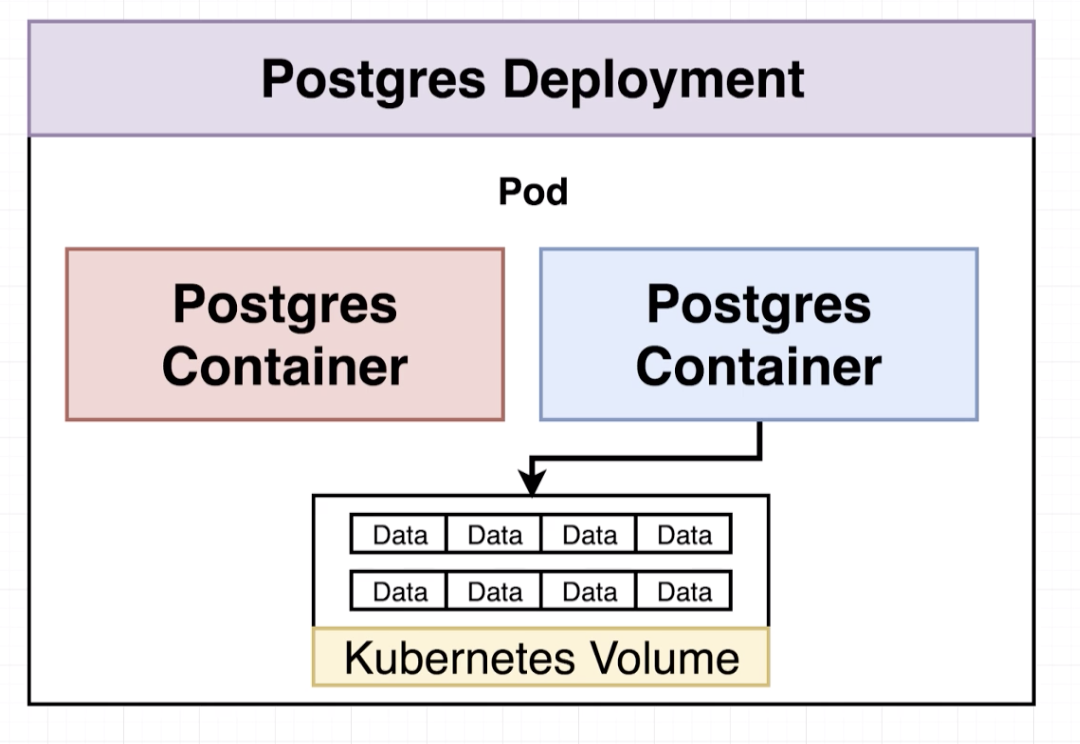 Postgres Deployment
Pod
Postgres
Container
Postgres
Container
Data Data Data Data
Data Data Data Data
Kubernetes Volume